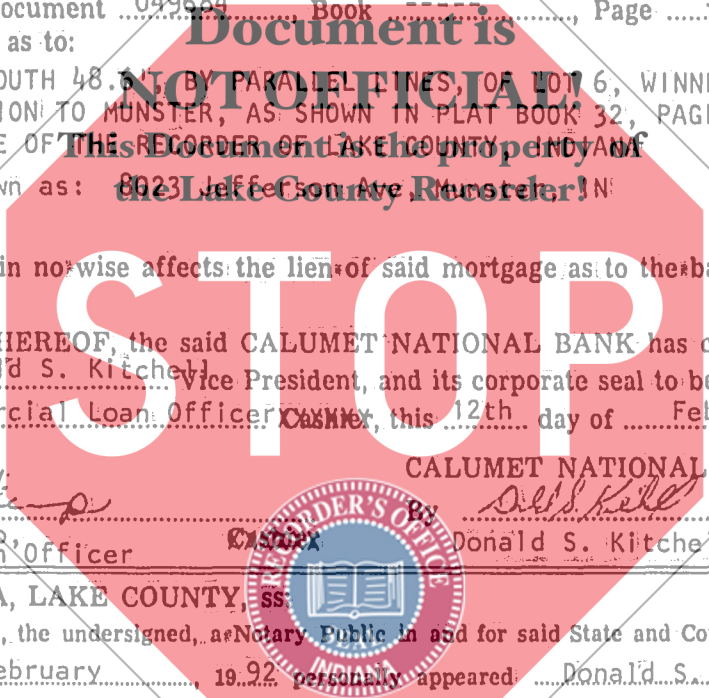 ocument 049604 Book ----- , Page
Document is
as to:
OUTH 48. BY PARALLEL LINES, OF LOT 6, WINN
NOT OFFICIAL!
ION TO MUNSTER, AS SHOWN IN PLAT BOOK 32, PAG
E OF THE RECORDER OF LAKE COUNTY, INDIANA
This Document is the property of
wn as: 8023 Jefferson Ave, Munster, IN
the Lake County Recorder!
in no wise affects the lien of said mortgage as to the ba
STOP
HEREOF, the said CALUMET NATIONAL BANK has c
d S. Kitchell Vice President, and its corporate seal to be
rcial Loan Officer Cashier, this 12th day of Feb
CALUMET NATIONAL
By
n Officer Cashier Donald S. Kitche
A, LAKE COUNTY, ss:
, the undersigned, a Notary Public in and for said State and Co
ebruary , 19 92 personally appeared Donald S.
RECORDER'S OFFICE
SEAL
INDIANA